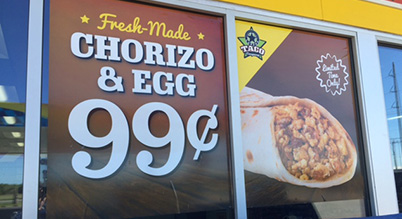 Fresh-Made
CHORIZO
& EGG
99¢
TACO
Limited
Time
Only!